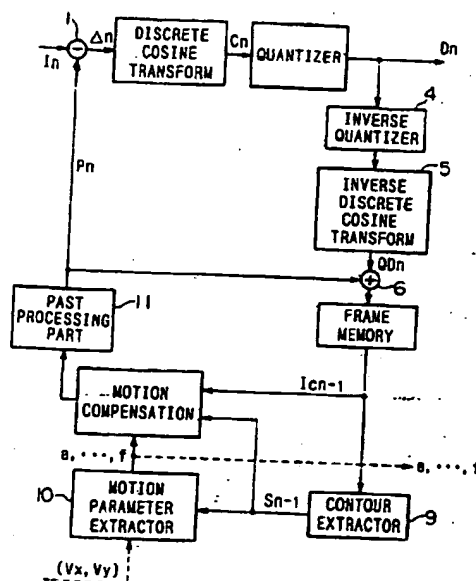 1
In
Δn
DISCRETE
COSINE
TRANSFORM
Cn
QUANTIZER
Dn
4
INVERSE
QUANTIZER
5
INVERSE
DISCRETE
COSINE
TRANSFORM
Pn
QDn
6
11
PAST
PROCESSING
PART
FRAME
MEMORY
MOTION
COMPENSATION
Icn-1
a, ···, f
a, ···, f
10
MOTION
PARAMETER
EXTRACTOR
Sn-1
CONTOUR
EXTRACTOR
9
(Vx, Vy)